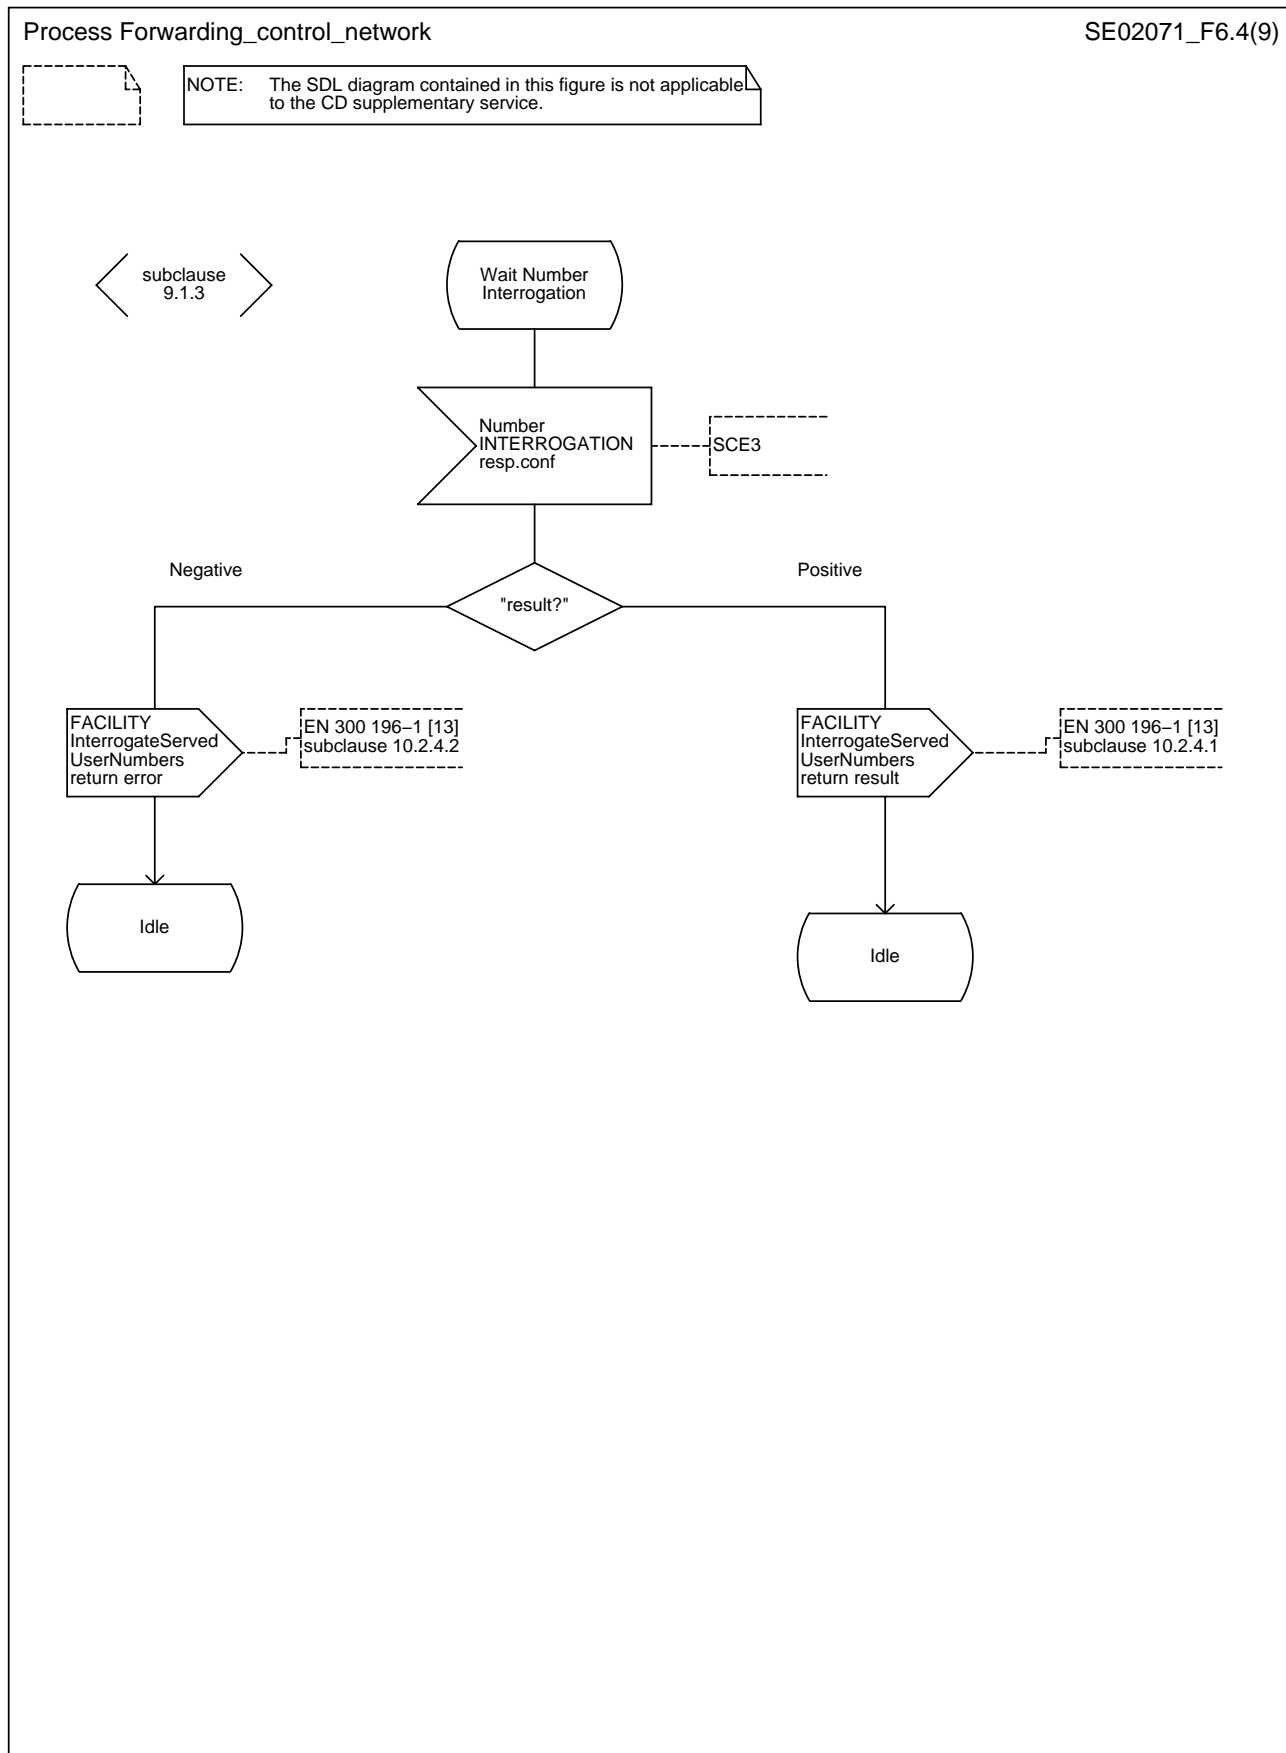 Process Forwarding_control_network
SE02071_F6.4(9)
NOTE: The SDL diagram contained in this figure is not applicable
to the CD supplementary service.
subclause
9.1.3
Wait Number
Interrogation
Number
INTERROGATION
resp.conf
SCE3
Negative
"result?"
Positive
FACILITY
InterrogateServed
UserNumbers
return error
EN 300 196–1 [13]
subclause 10.2.4.2
FACILITY
InterrogateServed
UserNumbers
return result
EN 300 196–1 [13]
subclause 10.2.4.1
Idle
Idle